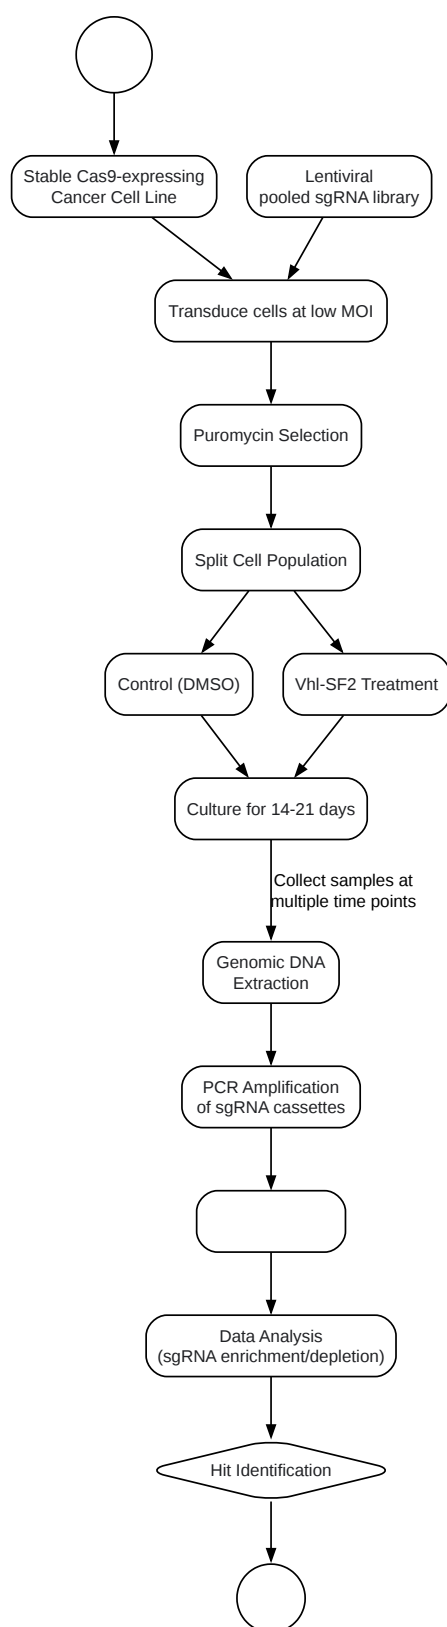 Stable Cas9-expressing
Cancer Cell Line
Lentiviral
pooled sgRNA library
Transduce cells at low MOI
Puromycin Selection
Split Cell Population
Control (DMSO)
Vhl-SF2 Treatment
Culture for 14-21 days
Collect samples at
multiple time points
Genomic DNA
Extraction
PCR Amplification
of sgRNA cassettes
Data Analysis
(sgRNA enrichment/depletion)
Hit Identification